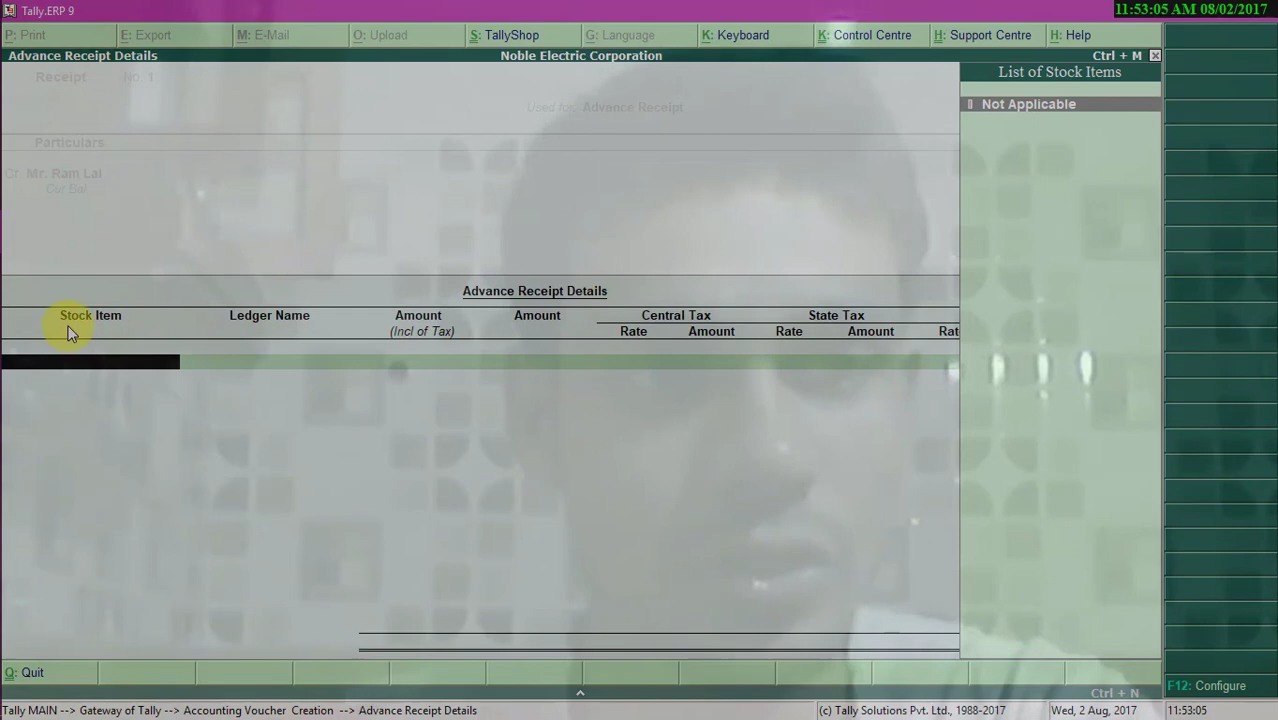 Tally.ERP 9
11:53:05 AM 08/02/2017
P: Print E: Export M: E-Mail O: Upload S: TallyShop G: Language K: Keyboard K: Control Centre H: Support Centre H: Help
Advance Receipt Details Noble Electric Corporation Ctrl + M
Receipt No. 1
List of Stock Items
Used for: Advance Receipt
Not Applicable
Particulars
Cr. Mr. Ram Lal
Cur Bal:
Advance Receipt Details
Stock Item Ledger Name Amount Amount Central Tax State Tax
(Incl of Tax) Rate Amount Rate Amount Rat
Q: Quit
F12: Configure
Ctrl + N
Tally MAIN --> Gateway of Tally --> Accounting Voucher Creation --> Advance Receipt Details (c) Tally Solutions Pvt. Ltd., 1988-2017 Wed, 2 Aug, 2017 11:53:05